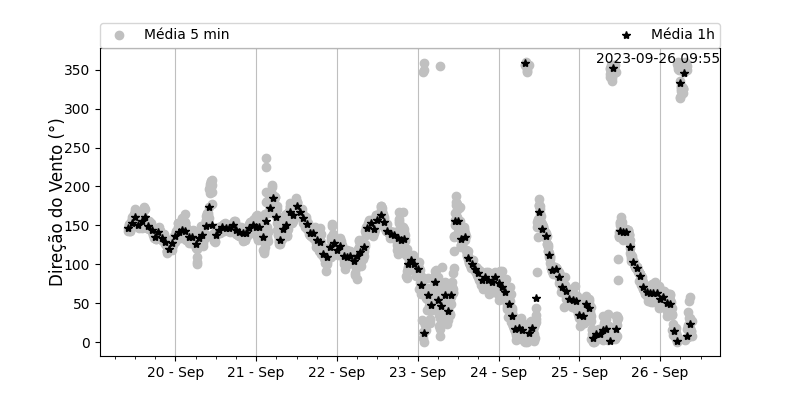 Média 5 min
Média 1h
2023-09-26 09:55
Direção do Vento (°)
350
300
250
200
150
100
50
0
20 - Sep
21 - Sep
22 - Sep
23 - Sep
24 - Sep
25 - Sep
26 - Sep